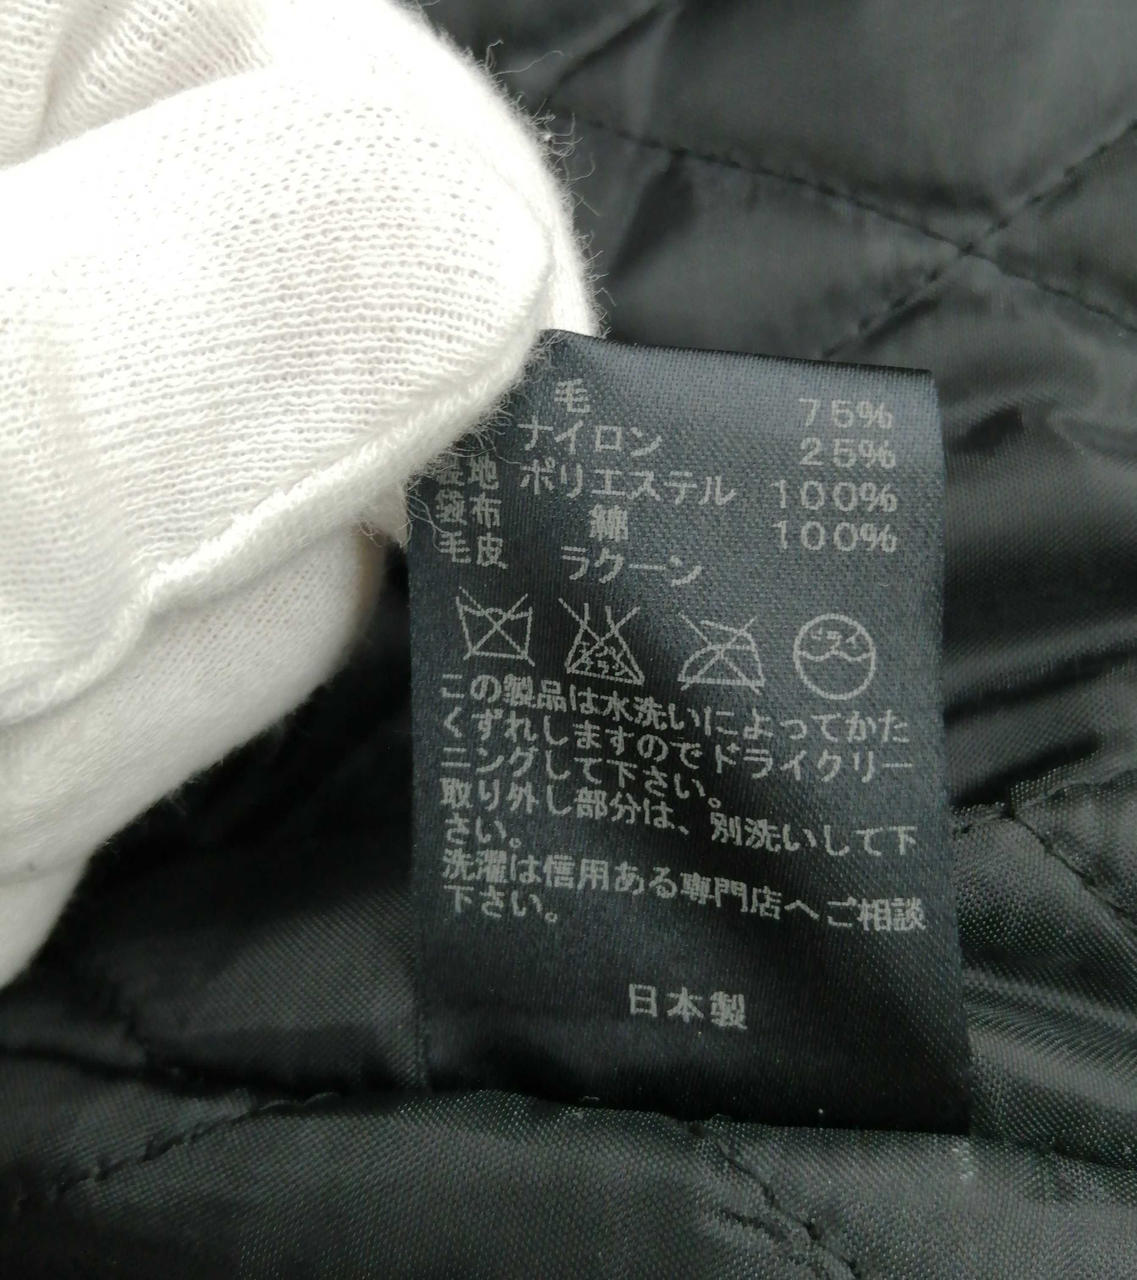 毛 75%
ナイロン 25%
裏地 ポリエステル 100%
袋布 綿 100%
毛皮 ラクーン
ドライ
この製品は水洗いによってかた
くずれしますのでドライクリー
ニングして下さい。
取り外し部分は、別洗いして下
さい。
洗濯は信用ある専門店へご相談
下さい。
日本製